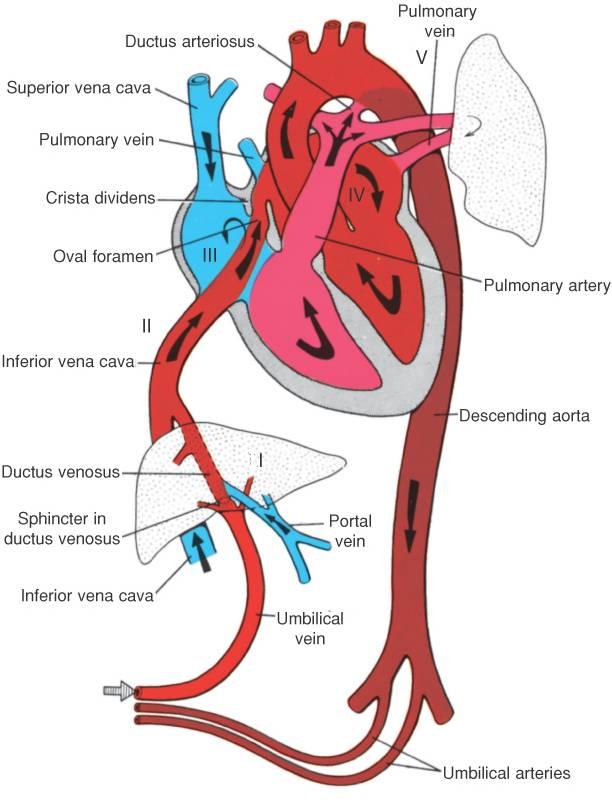 Pulmonary
vein
V
Ductus arteriosus
Superior vena cava
Pulmonary vein
Crista dividens
IV
Oval foramen
III
Pulmonary artery
II
Inferior vena cava
Descending aorta
I
Ductus venosus
Sphincter in
ductus venosus
Portal
vein
Inferior vena cava
Umbilical
vein
Umbilical arteries